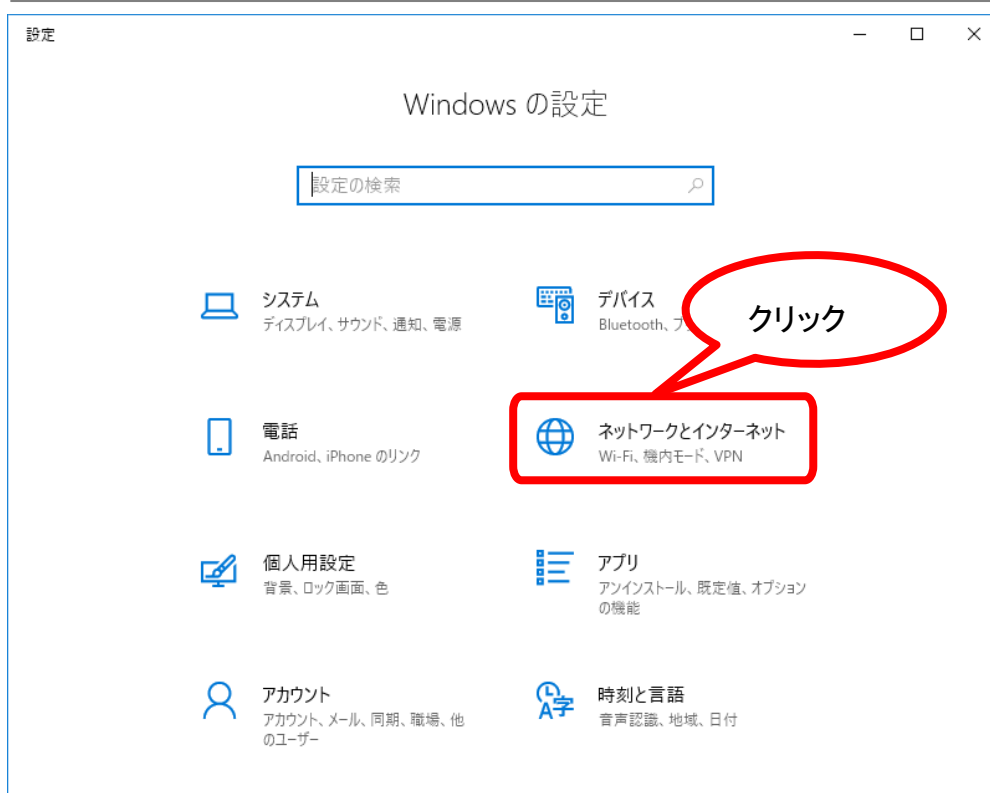 設定
Windows の設定
設定の検索
システム
ディスプレイ、サウンド、通知、電源
デバイス
Bluetooth、
クリック
電話
Android、iPhone のリンク
ネットワークとインターネット
Wi-Fi、機内モード、VPN
個人用設定
背景、ロック画面、色
アプリ
アンインストール、既定値、オプション
の機能
アカウント
アカウント、メール、同期、職場、他
のユーザー
時刻と言語
音声認識、地域、日付